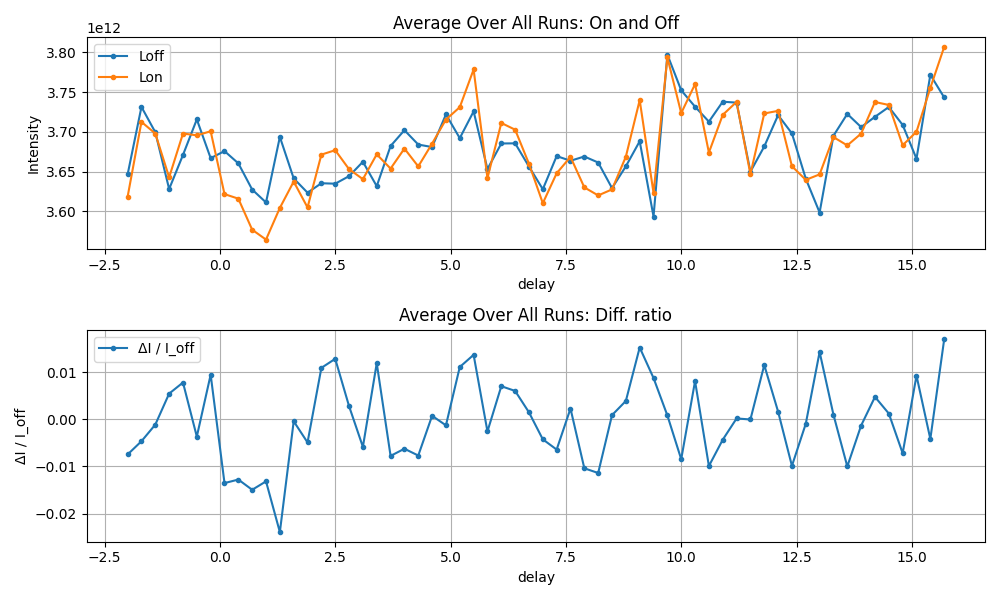 Average Over All Runs: On and Off
1e12
Loff
Lon
3.80
3.75
3.70
3.65
3.60
Intensity
−2.5 0.0 2.5 5.0 7.5 10.0 12.5 15.0
delay
Average Over All Runs: Diff. ratio
ΔI / I_off
0.01
0.00
−0.01
−0.02
ΔI / I_off
−2.5 0.0 2.5 5.0 7.5 10.0 12.5 15.0
delay